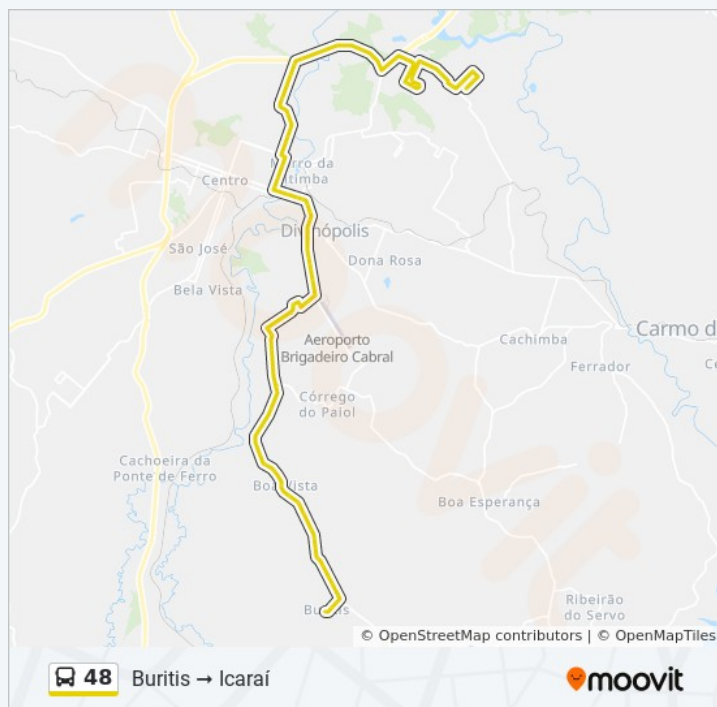 Morro da
Itimba
Centro
Divinópolis
São José
Dona Rosa
Bela Vista
Carmo d
Aeroporto
Brigadeiro Cabral
Cachimba
Ce
Ferrador
Córrego
do Paiol
Cachoeira da
Ponte de Ferro
Boa Vista
Boa Esperança
Ribeirão
do Servo
Buritis
© OpenStreetMap contributors | © OpenMapTiles
48 Buritis → Icaraí
moovit